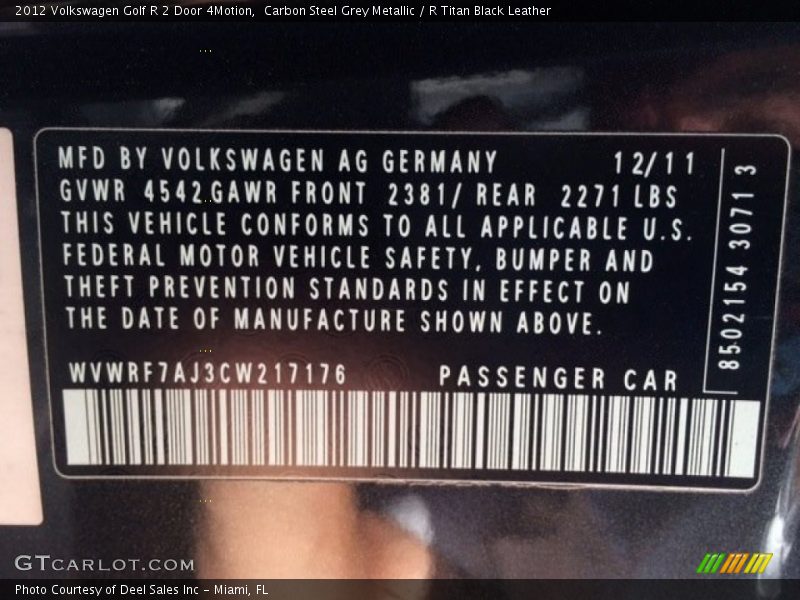 2012 Volkswagen Golf R 2 Door 4Motion,  Carbon Steel Grey Metallic / R Titan Black Leather
MFD BY VOLKSWAGEN AG GERMANY 12/11
GVWR 4542 GAWR FRONT 2381/ REAR 2271 LBS
THIS VEHICLE CONFORMS TO ALL APPLICABLE U.S.
FEDERAL MOTOR VEHICLE SAFETY, BUMPER AND
THEFT PREVENTION STANDARDS IN EFFECT ON
THE DATE OF MANUFACTURE SHOWN ABOVE.
WVWRF7AJ3CW217176 PASSENGER CAR
8502154 3071 3
GTCARLOT.COM
Photo Courtesy of Deel Sales Inc - Miami, FL